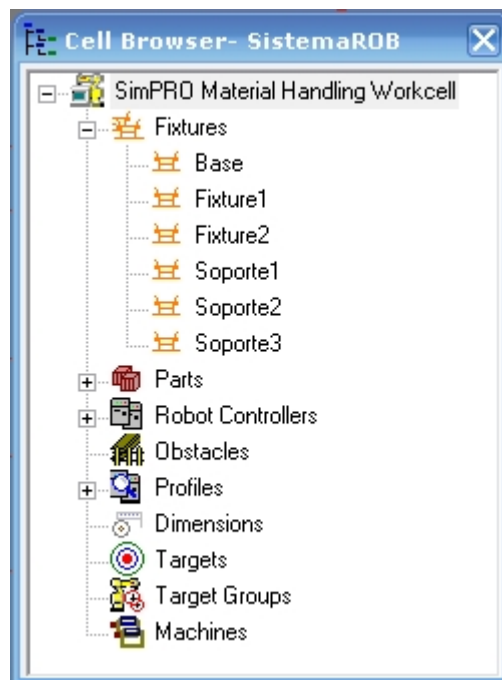 Cell Browser- SistemaROB
SimPRO Material Handling Workcell
Fixtures
Base
Fixture1
Fixture2
Soporte1
Soporte2
Soporte3
Parts
Robot Controllers
Obstacles
Profiles
Dimensions
Targets
Target Groups
Machines